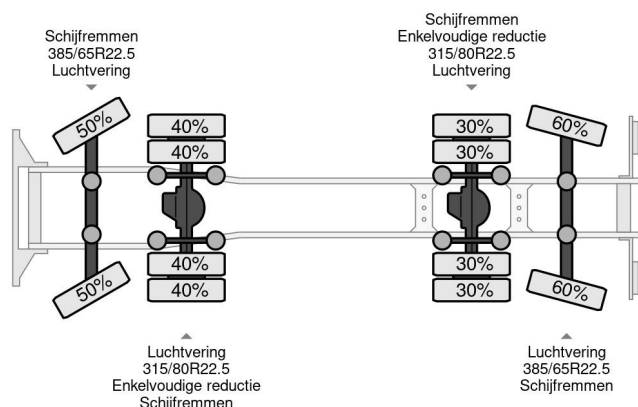 Schijfremmen
385/65R22.5
Luchtvering
Schijfremmen
Enkelvoudige reductie
315/80R22.5
Luchtvering
50%
40%
40%
30%
30%
60%
50%
40%
40%
30%
30%
60%
Luchtvering
315/80R22.5
Enkelvoudige reductie
Schijfremmen
Luchtvering
385/65R22.5
Schijfremmen